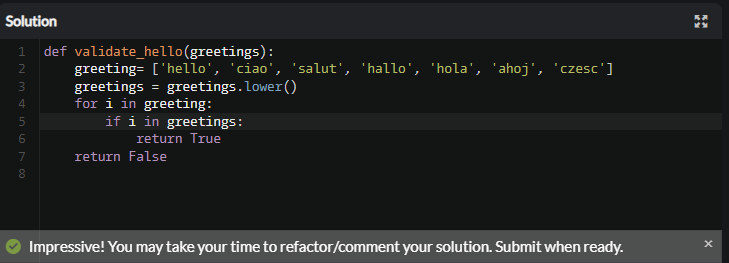 Solution
1 def validate_hello(greetings):
2     greeting= ['hello', 'ciao', 'salut', 'hallo', 'hola', 'ahoj', 'czesc']
3     greetings = greetings.lower()
4     for i in greeting:
5         if i in greetings:
6             return True
7     return False
8
Impressive! You may take your time to refactor/comment your solution. Submit when ready. ×